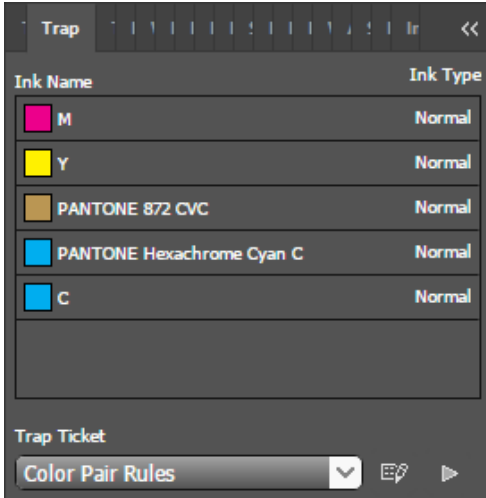 Trap
Ink Name Ink Type
M Normal
Y Normal
PANTONE 872 CVC Normal
PANTONE Hexachrome Cyan C Normal
C Normal
Trap Ticket
Color Pair Rules